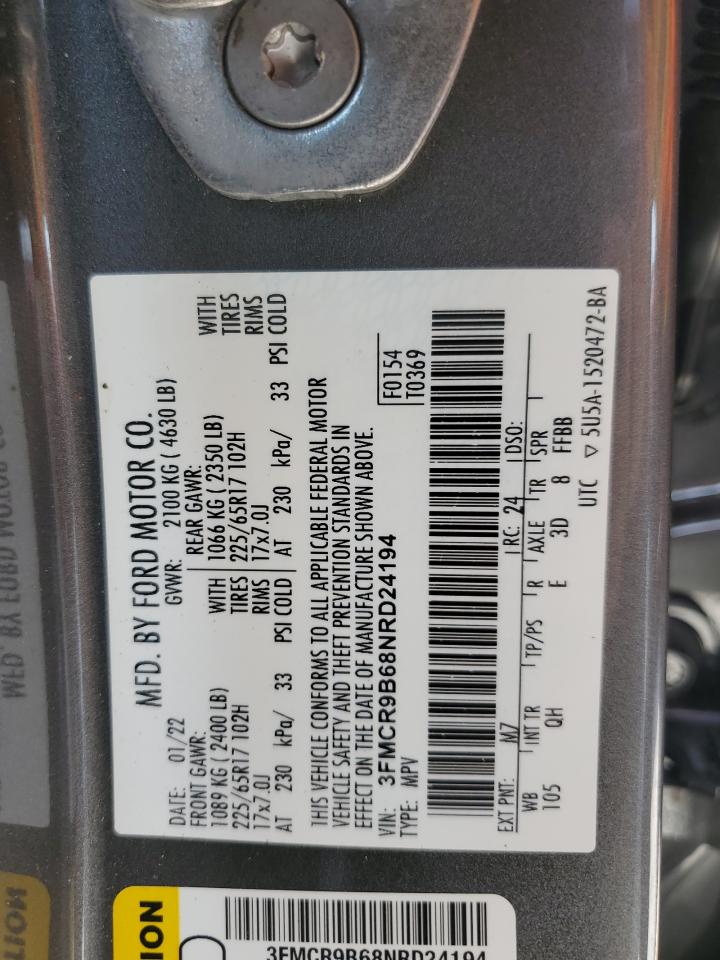 MFD. BY FORD MOTOR CO.
DATE: 01/22 GVWR: 2100 KG ( 4630 LB)
FRONT GAWR: REAR GAWR:
1089 KG ( 2400 LB) WITH 1066 KG ( 2350 LB) WITH
225/65R17 102H TIRES 225/65R17 102H TIRES
17x7.0J RIMS 17x7.0J RIMS
AT 230 kPa/ 33 PSI COLD AT 230 kPa/ 33 PSI COLD
THIS VEHICLE CONFORMS TO ALL APPLICABLE FEDERAL MOTOR
VEHICLE SAFETY AND THEFT PREVENTION STANDARDS IN
EFFECT ON THE DATE OF MANUFACTURE SHOWN ABOVE.
VIN: 3FMCR9B68NRD24194 F0154
TYPE: MPV T0369
EXT PNT: M7 RC: 24 DSO:
WB INT TR TP/PS R AXLE TR SPR
105 QH E 3D 8 FFBB
UTC ▽ 5U5A-1520472-BA
3FMCR9B68NRD24194